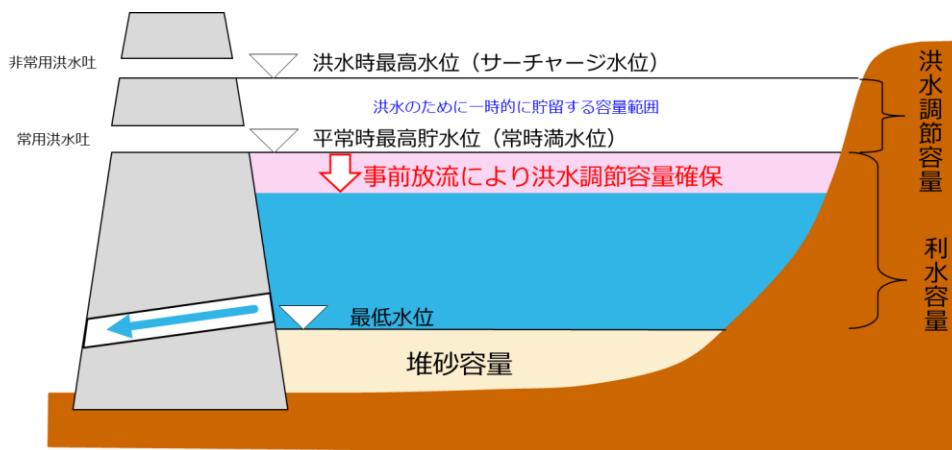 非常用洪水吐
洪水時最高水位（サーチャージ水位）
洪水のために一時的に貯留する容量範囲
常用洪水吐
平常時最高貯水位（常時満水位）
事前放流により洪水調節容量確保
最低水位
堆砂容量
洪水調節容量
利水容量